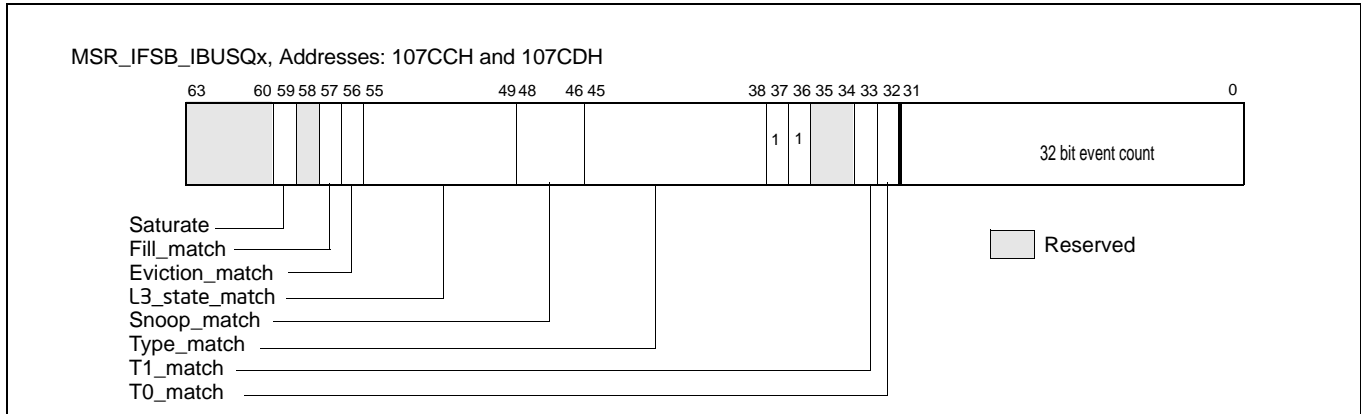 MSR_IFSB_IBUSQx, Addresses: 107CCH and 107CDH
63 60 59 58 57 56 55 49 48 46 45 38 37 36 35 34 33 32 31 0
1 1 32 bit event count
Saturate
Fill_match
Reserved
Eviction_match
L3_state_match
Snoop_match
Type_match
T1_match
T0_match